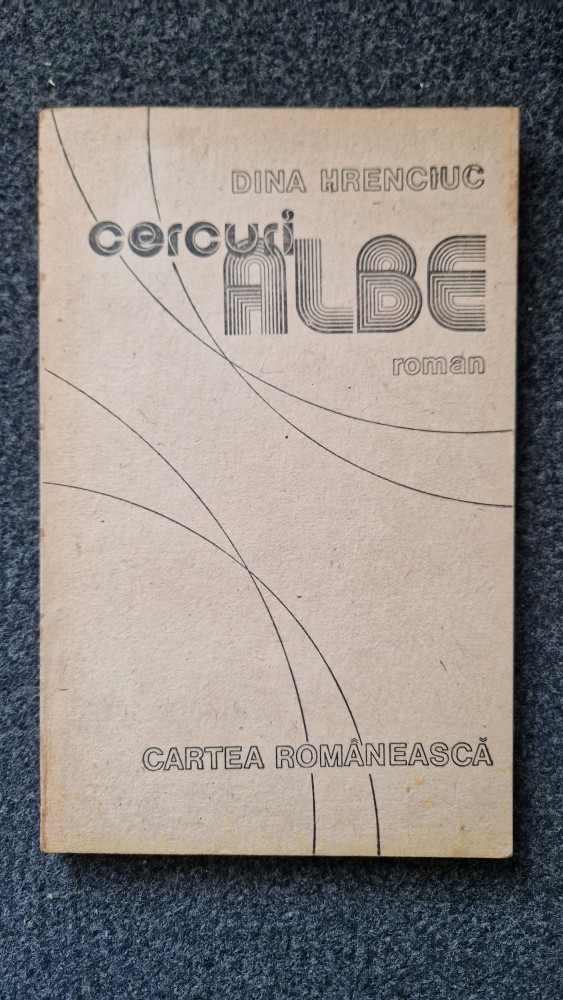 DINA HRENCIUC
cercuri
ALBE
roman
CARTEA ROMÂNEASCĂ